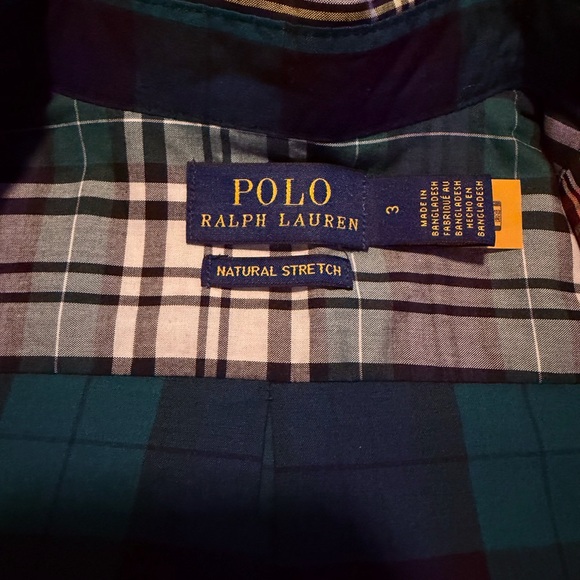 POLO
RALPH LAUREN
NATURAL STRETCH
3
MADE IN
BANGLADESH
FABRIQUÉ AU
BANGLADESH
HECHO EN
BANGLADESH